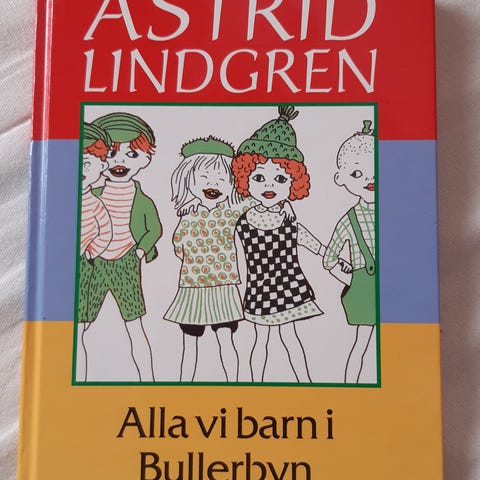 ASTRID
LINDGREN
Alla vi barn i
Bullerbyn